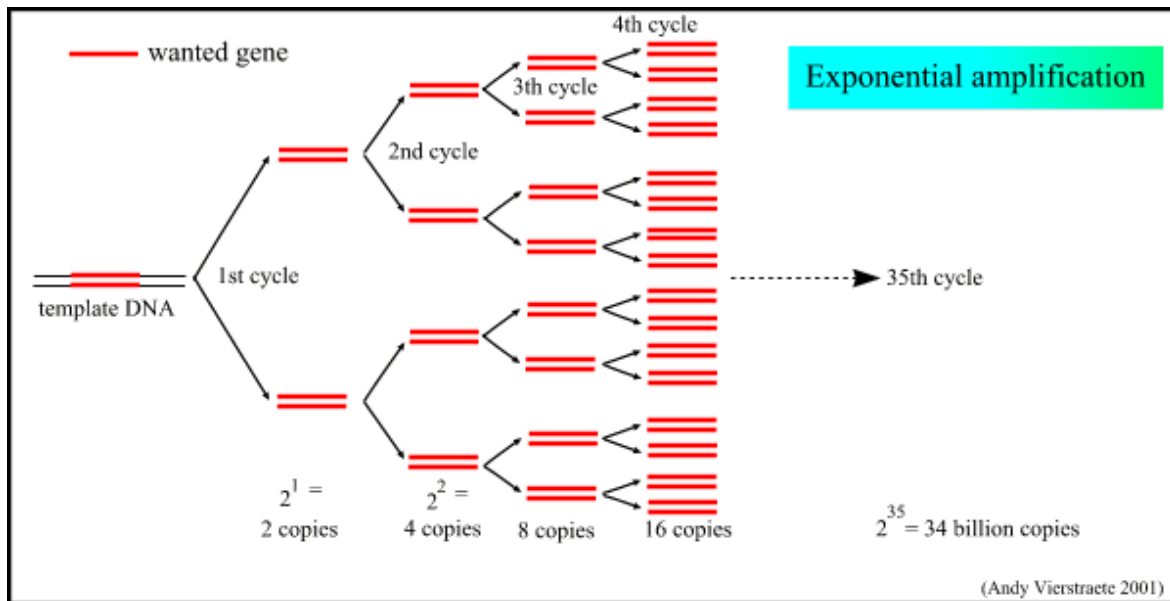 4th cycle
wanted gene
Exponential amplification
3th cycle
2nd cycle
1st cycle
35th cycle
template DNA
2^1 =
2 copies
2^2 =
4 copies
8 copies
16 copies
2^35 = 34 billion copies
(Andy Vierstraete 2001)